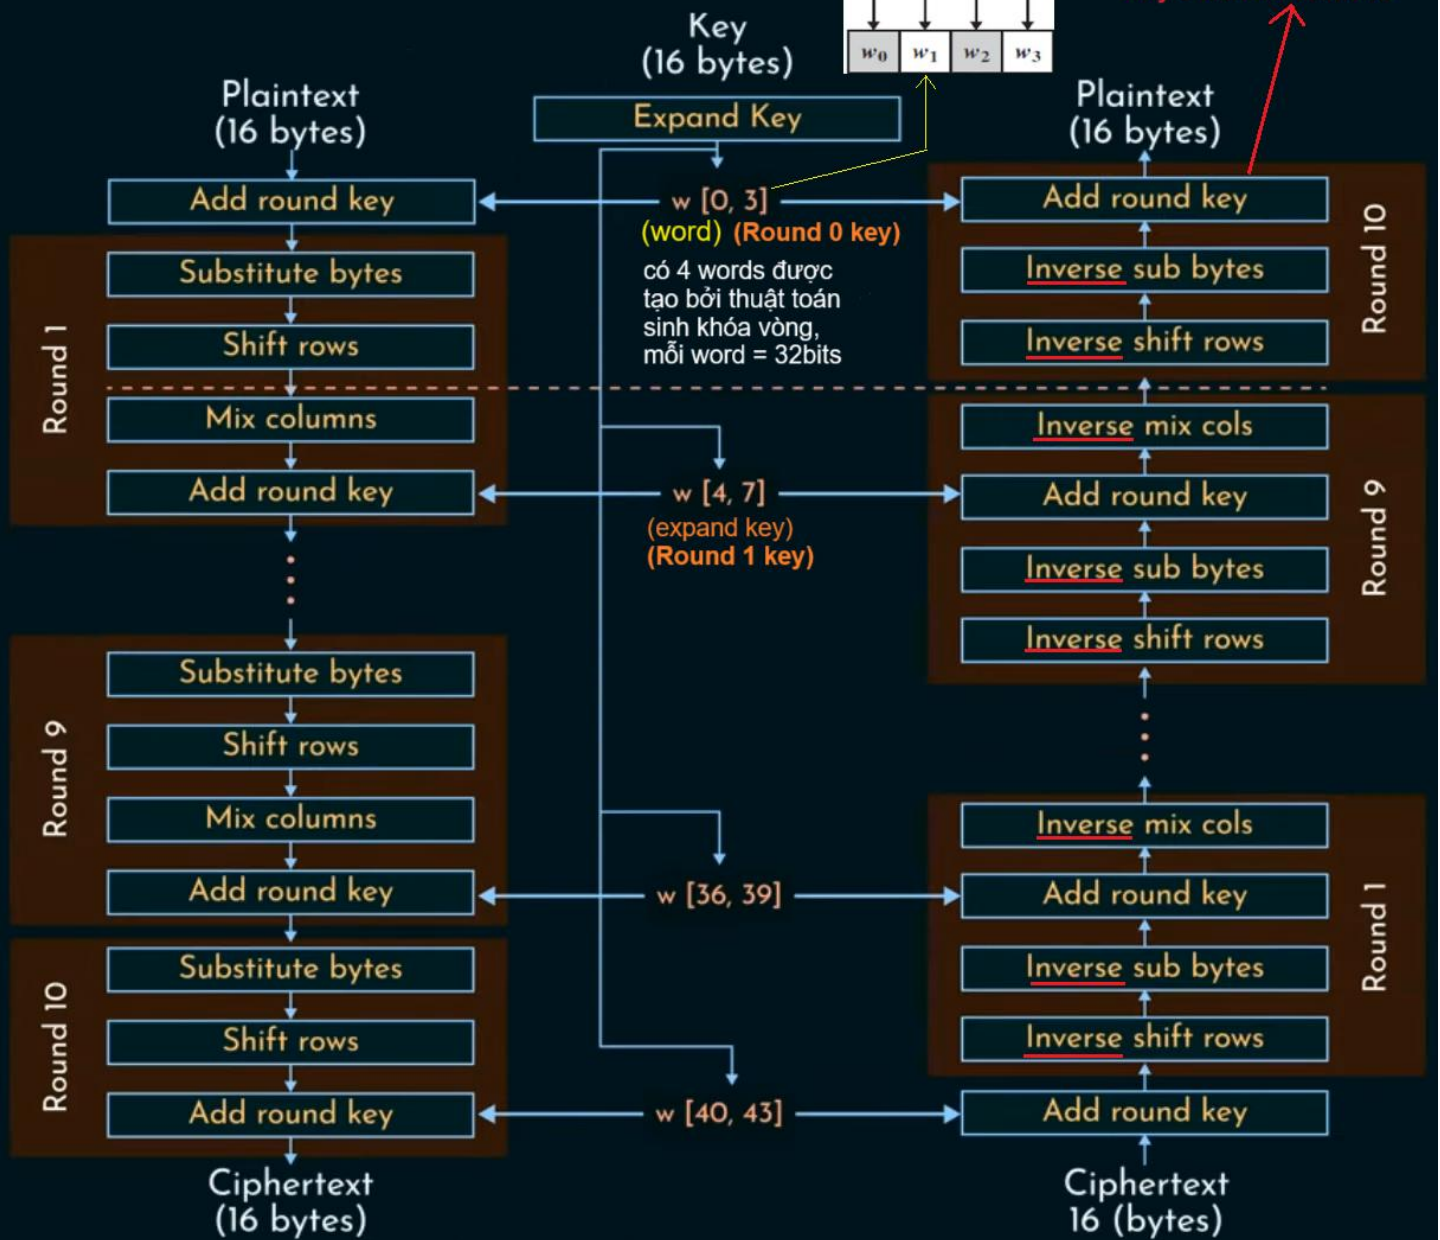 Key
(16 bytes)
w₀ w₁ w₂ w₃
Expand Key
Plaintext
(16 bytes)
Add round key
Round 1
Substitute bytes
Shift rows
Mix columns
Add round key
Round 9
Substitute bytes
Shift rows
Mix columns
Add round key
Round 10
Substitute bytes
Shift rows
Add round key
Ciphertext
(16 bytes)
w [0, 3]
(word) (Round 0 key)
có 4 words được
tạo bởi thuật toán
sinh khóa vòng,
mỗi word = 32bits
w [4, 7]
(expand key)
(Round 1 key)
w [36, 39]
w [40, 43]
Plaintext
(16 bytes)
Add round key
Inverse sub bytes
Inverse shift rows
Round 10
Inverse mix cols
Add round key
Inverse sub bytes
Inverse shift rows
Round 9
Inverse mix cols
Add round key
Inverse sub bytes
Inverse shift rows
Round 1
Add round key
Ciphertext
16 (bytes)